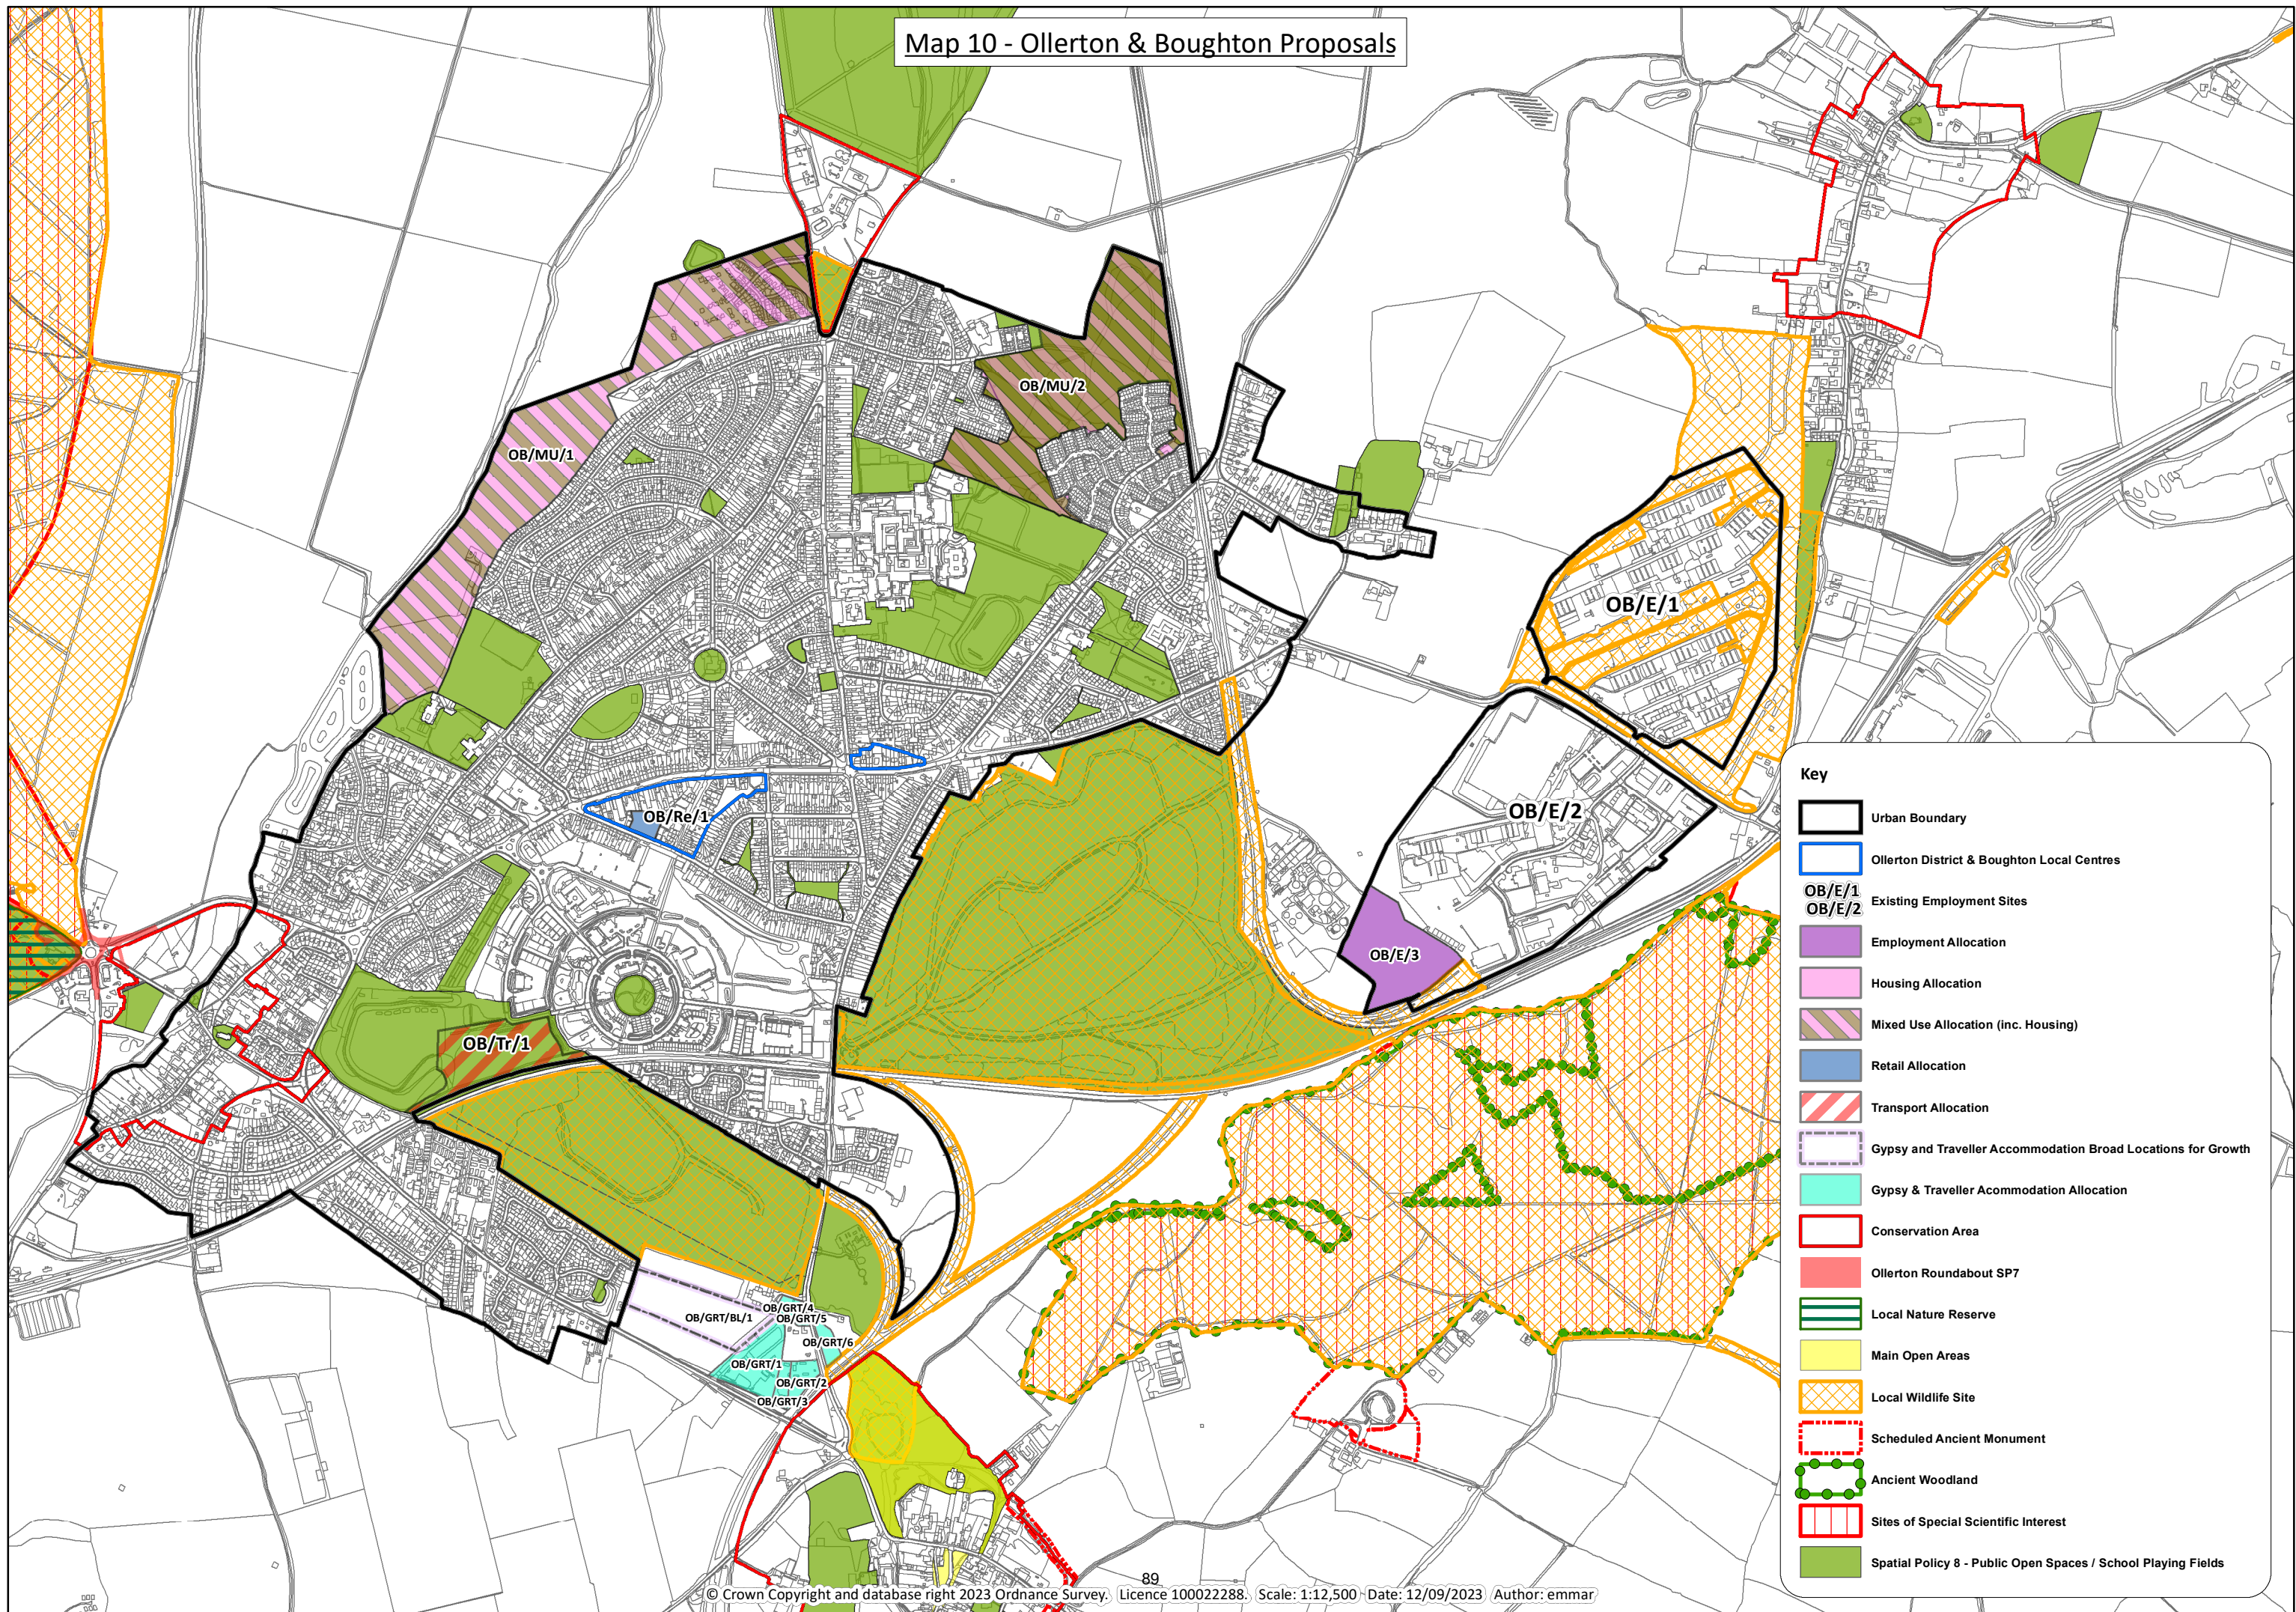 Map 10 - Ollerton & Boughton Proposals
OB/MU/2
OB/MU/1
OB/E/1
OB/E/2
OB/Re/1
OB/E/3
OB/Tr/1
OB/GRT/4
OB/GRT/BL/1
OB/GRT/5
OB/GRT/6
OB/GRT/1
OB/GRT/2
OB/GRT/3
Key
Urban Boundary
Ollerton District & Boughton Local Centres
OB/E/1
OB/E/2
Existing Employment Sites
Employment Allocation
Housing Allocation
Mixed Use Allocation (inc. Housing)
Retail Allocation
Transport Allocation
Gypsy and Traveller Accommodation Broad Locations for Growth
Gypsy & Traveller Acommodation Allocation
Conservation Area
Ollerton Roundabout SP7
Local Nature Reserve
Main Open Areas
Local Wildlife Site
Scheduled Ancient Monument
Ancient Woodland
Sites of Special Scientific Interest
Spatial Policy 8 - Public Open Spaces / School Playing Fields
89
© Crown Copyright and database right 2023 Ordnance Survey. Licence 100022288. Scale: 1:12,500 Date: 12/09/2023 Author: emmar